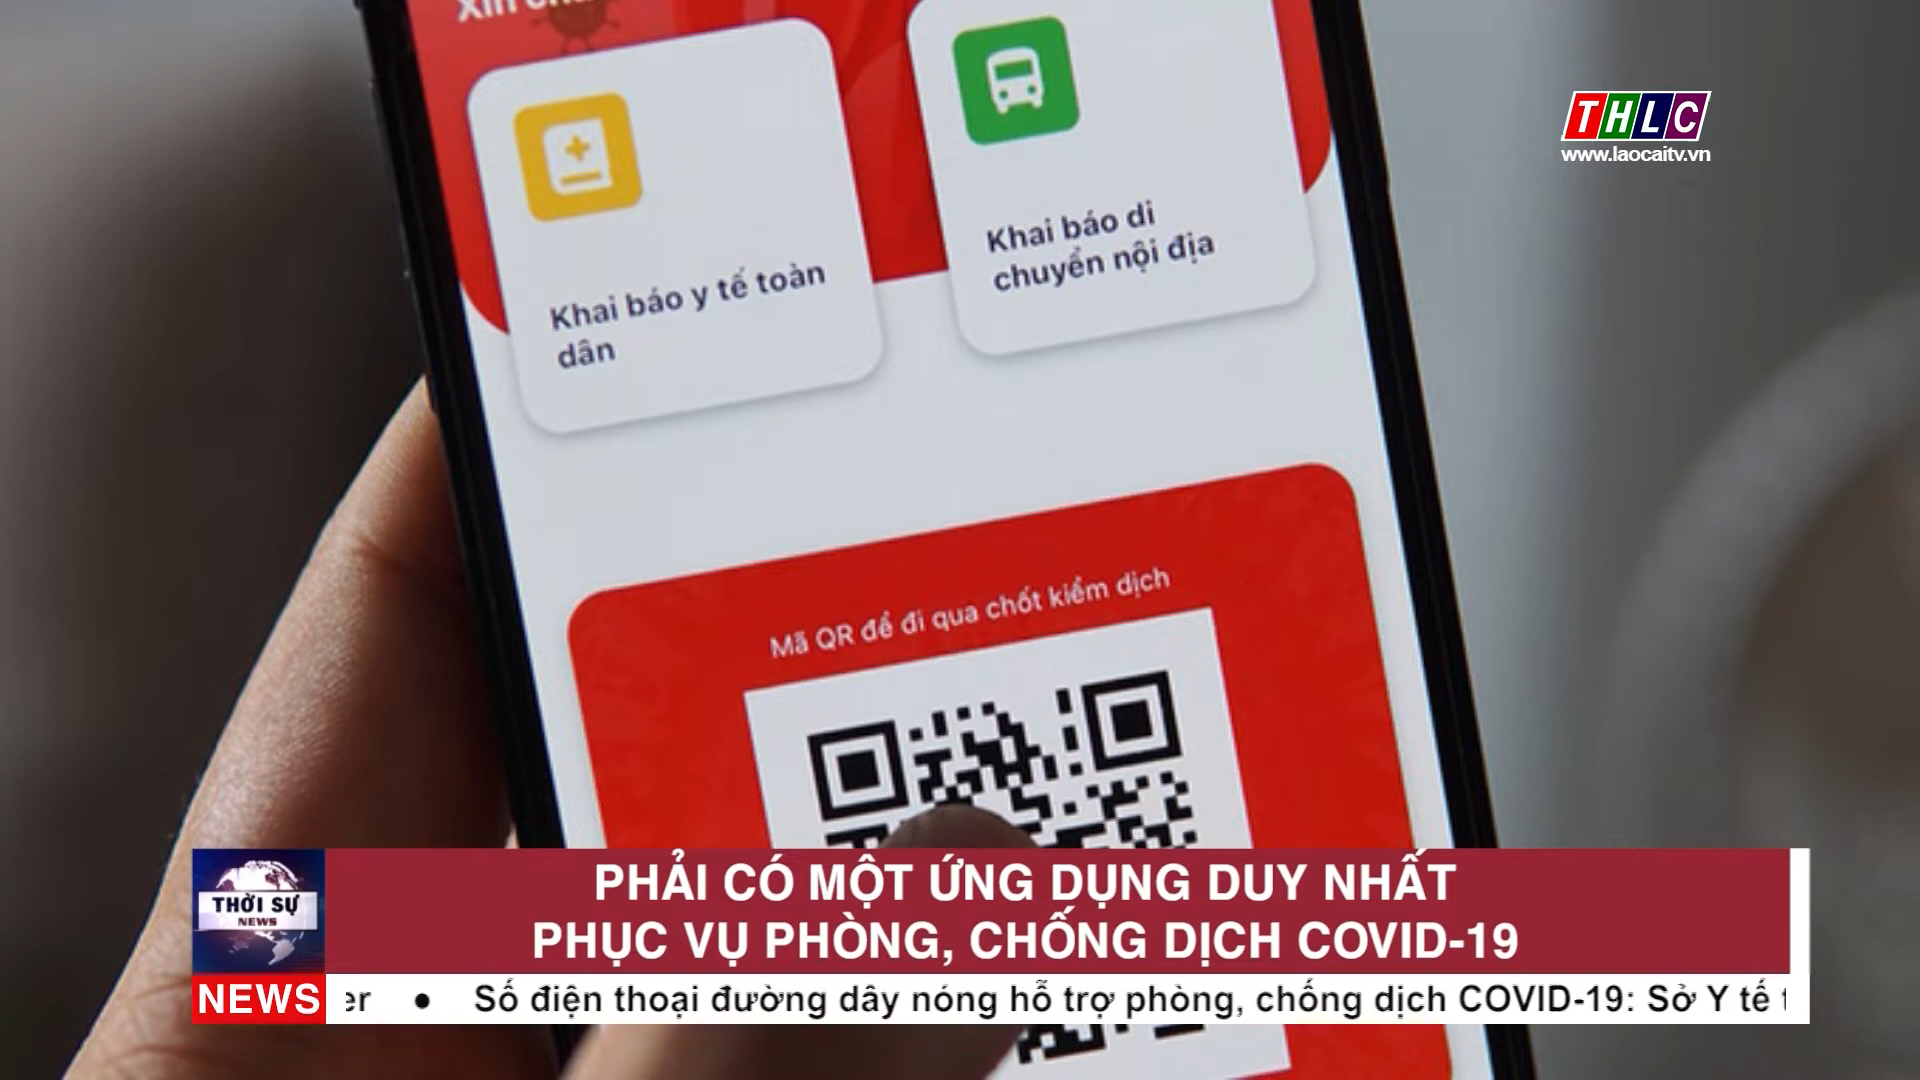 Xin
THLC
www.laocaitv.vn
Khai báo y tế toàn
dân
Khai báo di
chuyển nội địa
Mã QR để đi qua chốt kiểm dịch
THỜI SỰ
NEWS
PHẢI CÓ MỘT ỨNG DỤNG DUY NHẤT
PHỤC VỤ PHÒNG, CHỐNG DỊCH COVID-19
NEWS
er • Số điện thoại đường dây nóng hỗ trợ phòng, chống dịch COVID-19: Sở Y tế